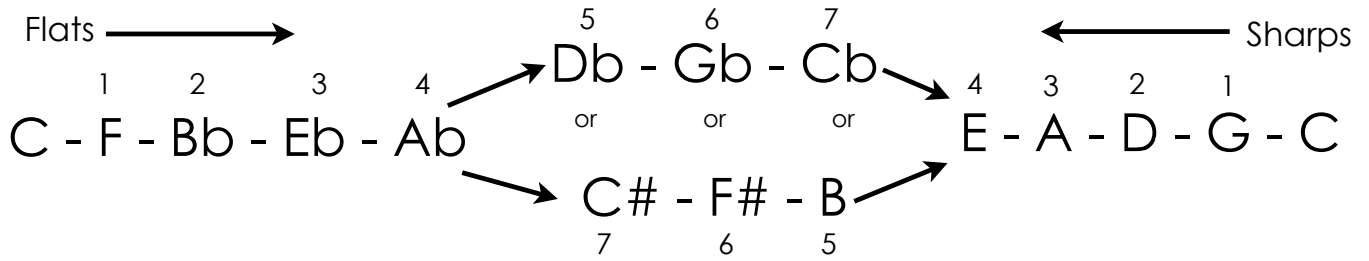 Flats
Sharps
5 6 7
Db - Gb - Cb
1 2 3 4
4 3 2 1
or or or
C - F - Bb - Eb - Ab
E - A - D - G - C
C# - F# - B
7 6 5